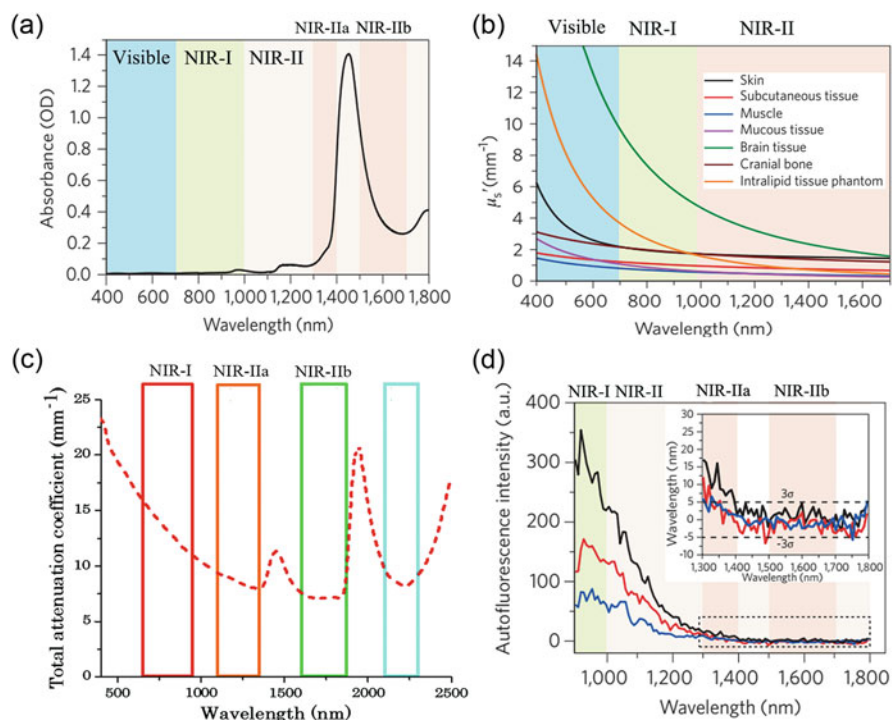 (a)
NIR-IIa NIR-IIb
Visible NIR-I NIR-II
Absorbance (OD)
1.4
1.2
1.0
0.8
0.6
0.4
0.2
0.0
400 600 800 1,000 1,200 1,400 1,600 1,800
Wavelength (nm)
(b)
Visible NIR-I NIR-II
μs′ (mm-1)
14
12
10
8
6
4
2
0
Skin
Subcutaneous tissue
Muscle
Mucous tissue
Brain tissue
Cranial bone
Intralipid tissue phantom
400 600 800 1,000 1,200 1,400 1,600
Wavelength (nm)
(c)
NIR-I NIR-IIa NIR-IIb
Total attenuation coefficient (mm-1)
25
20
15
10
5
0
500 1000 1500 2000 2500
Wavelength (nm)
(d)
NIR-I NIR-II NIR-IIa NIR-IIb
Autofluorescence intensity (a.u.)
400
300
200
100
0
Wavelength (nm)
30
25
20
15
10
5
0
-5
-10
3σ
-3σ
1,300 1,400 1,500 1,600 1,700 1,800
Wavelength (nm)
1,000 1,200 1,400 1,600 1,800
Wavelength (nm)